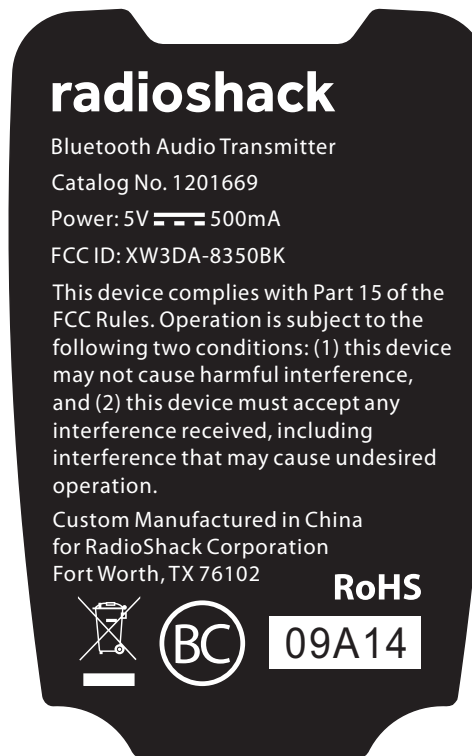 radioshack
Bluetooth Audio Transmitter
Catalog No. 1201669
Power: 5V 500mA
FCC ID: XW3DA-8350BK
This device complies with Part 15 of the
FCC Rules. Operation is subject to the
following two conditions: (1) this device
may not cause harmful interference,
and (2) this device must accept any
interference received, including
interference that may cause undesired
operation.
Custom Manufactured in China
for RadioShack Corporation
Fort Worth, TX 76102
RoHS
BC
09A14